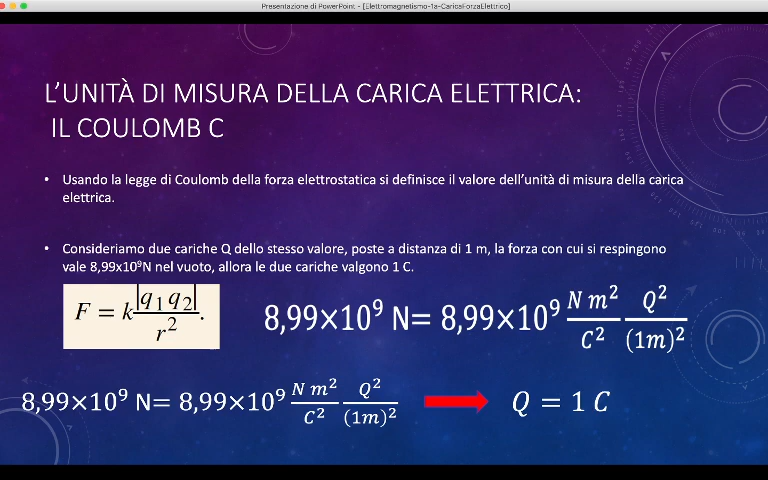 Presentazione di PowerPoint - [Elettromagnetismo-1a-CaricaForzaElettrico]
L'UNITÀ DI MISURA DELLA CARICA ELETTRICA:
IL COULOMB C
• Usando la legge di Coulomb della forza elettrostatica si definisce il valore dell'unità di misura della carica
elettrica.
• Consideriamo due cariche Q dello stesso valore, poste a distanza di 1 m, la forza con cui si respingono
vale 8,99x10⁹N nel vuoto, allora le due cariche valgono 1 C.
F = k|q₁q₂|/r².
8,99×10⁹ N= 8,99×10⁹ N m²/C² Q²/(1m)²
8,99×10⁹ N= 8,99×10⁹ N m²/C² Q²/(1m)²
Q = 1 C